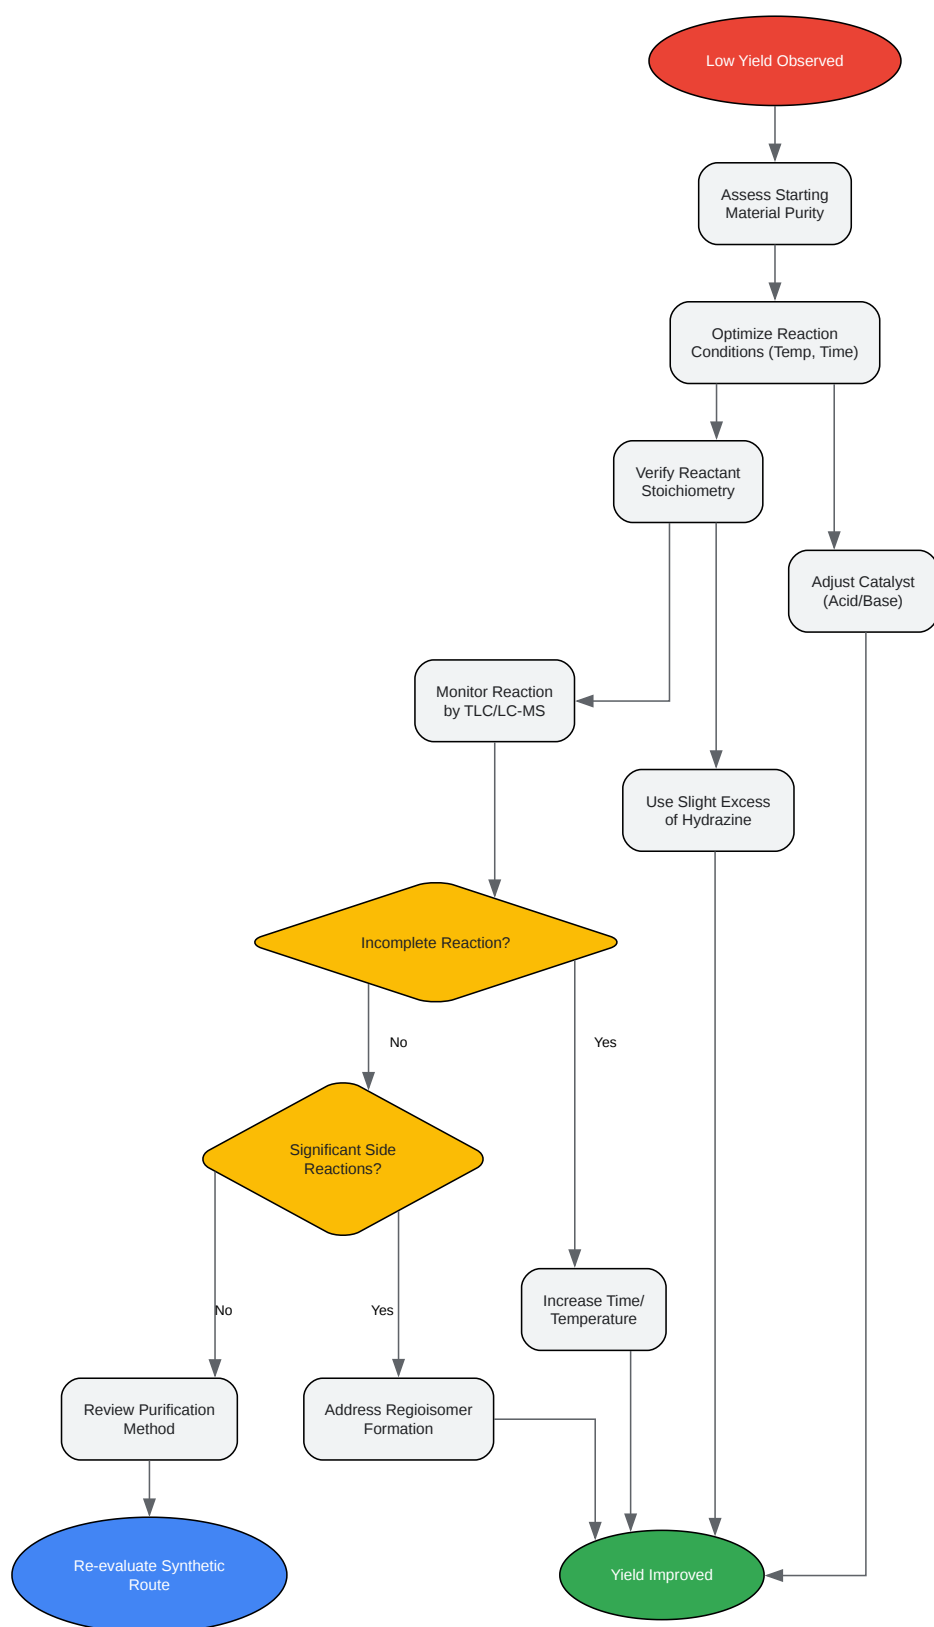 Low Yield Observed
Assess Starting
Material Purity
Optimize Reaction
Conditions (Temp, Time)
Verify Reactant
Stoichiometry
Adjust Catalyst
(Acid/Base)
Monitor Reaction
by TLC/LC-MS
Use Slight Excess
of Hydrazine
Incomplete Reaction?
No
Yes
Significant Side
Reactions?
No
Yes
Increase Time/
Temperature
Review Purification
Method
Address Regioisomer
Formation
Re-evaluate Synthetic
Route
Yield Improved